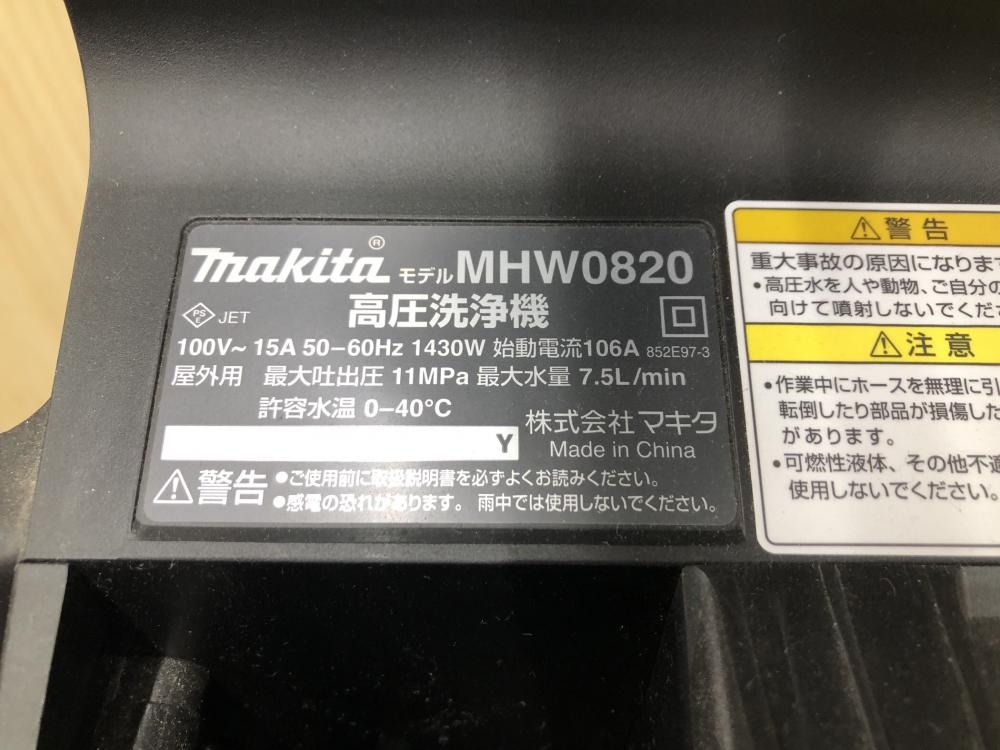 makita® モデル MHW0820
高圧洗浄機
PS
E JET
100V~ 15A 50-60Hz 1430W 始動電流106A 852E97-3
屋外用 最大吐出圧 11MPa 最大水量 7.5L/min
許容水温 0-40°C
Y
株式会社 マキタ
Made in China
⚠警告 •ご使用前に取扱説明書を必ずよくお読みください。
•感電の恐れがあります。 雨中では使用しないでください。
⚠警告
重大事故の原因になります
•高圧水を人や動物、ご自分の
向けて噴射しないでくださ
⚠注意
•作業中にホースを無理に引
転倒したり部品が損傷した
があります。
•可燃性液体、その他不適
使用しないでください。